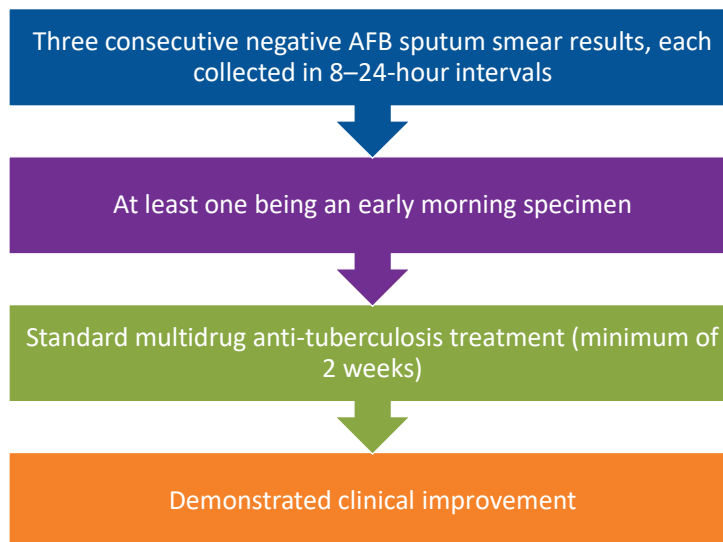 Three consecutive negative AFB sputum smear results, each
collected in 8–24-hour intervals
At least one being an early morning specimen
Standard multidrug anti-tuberculosis treatment (minimum of
2 weeks)
Demonstrated clinical improvement